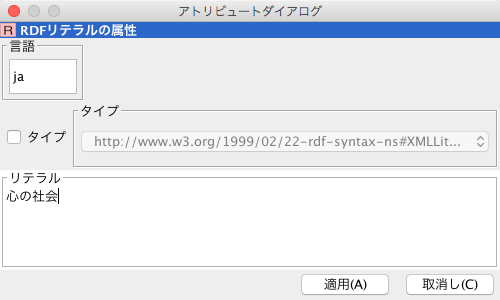 アトリビュートダイアログ
R RDFリテラルの属性
言語
ja
タイプ
タイプ http://www.w3.org/1999/02/22-rdf-syntax-ns#XMLLit...
リテラル
心の社会
適用(A) 取消し(C)